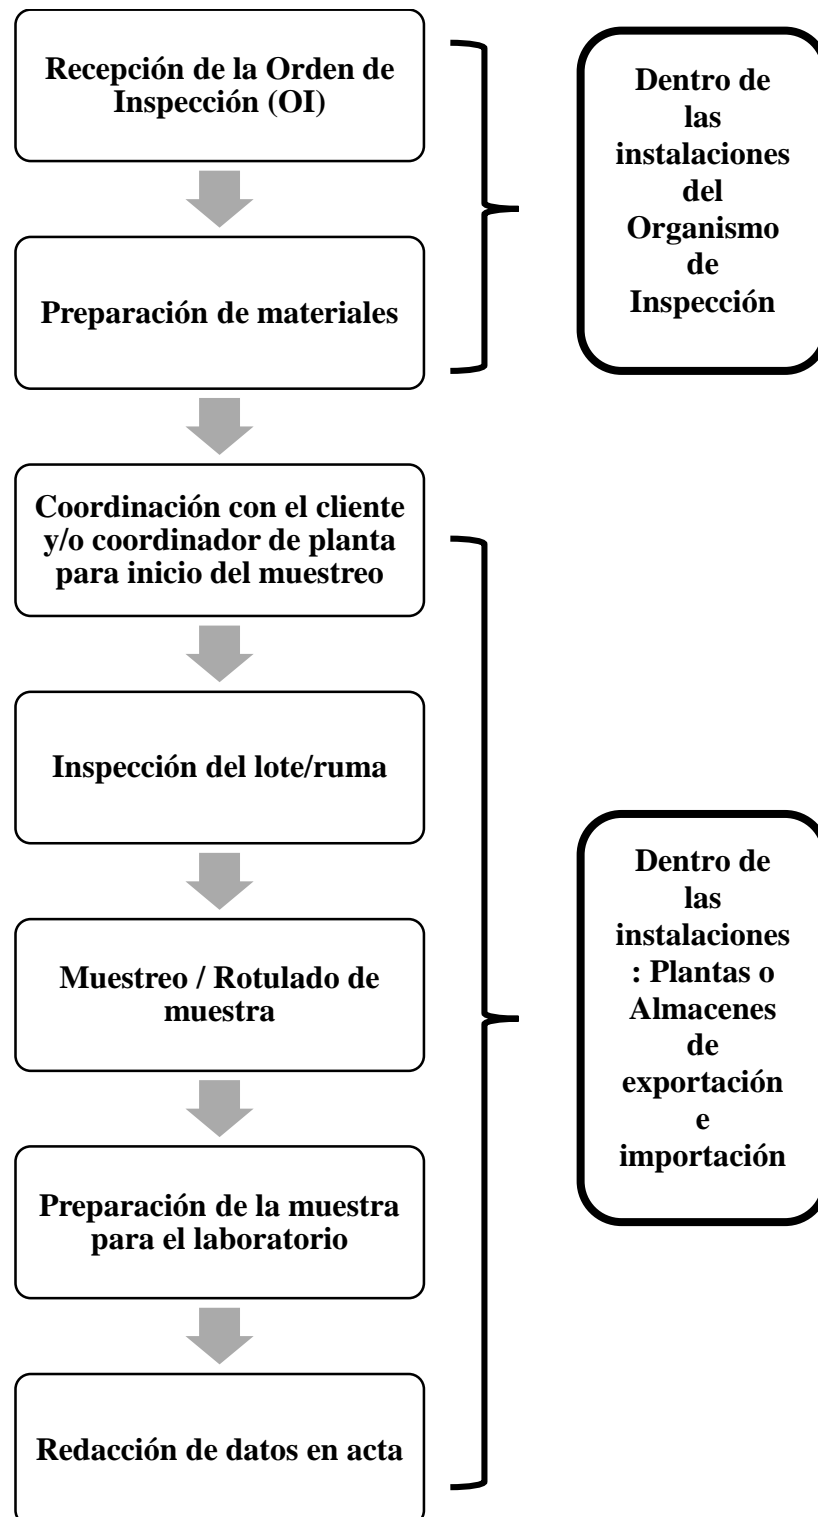 Recepción de la Orden de
Inspección (OI)
Dentro de
las
instalaciones
del
Organismo
de
Inspección
Preparación de materiales
Coordinación con el cliente
y/o coordinador de planta
para inicio del muestreo
Inspección del lote/ruma
Muestreo / Rotulado de
muestra
Dentro de
las
instalaciones
: Plantas o
Almacenes
de
exportación
e
importación
Preparación de la muestra
para el laboratorio
Redacción de datos en acta